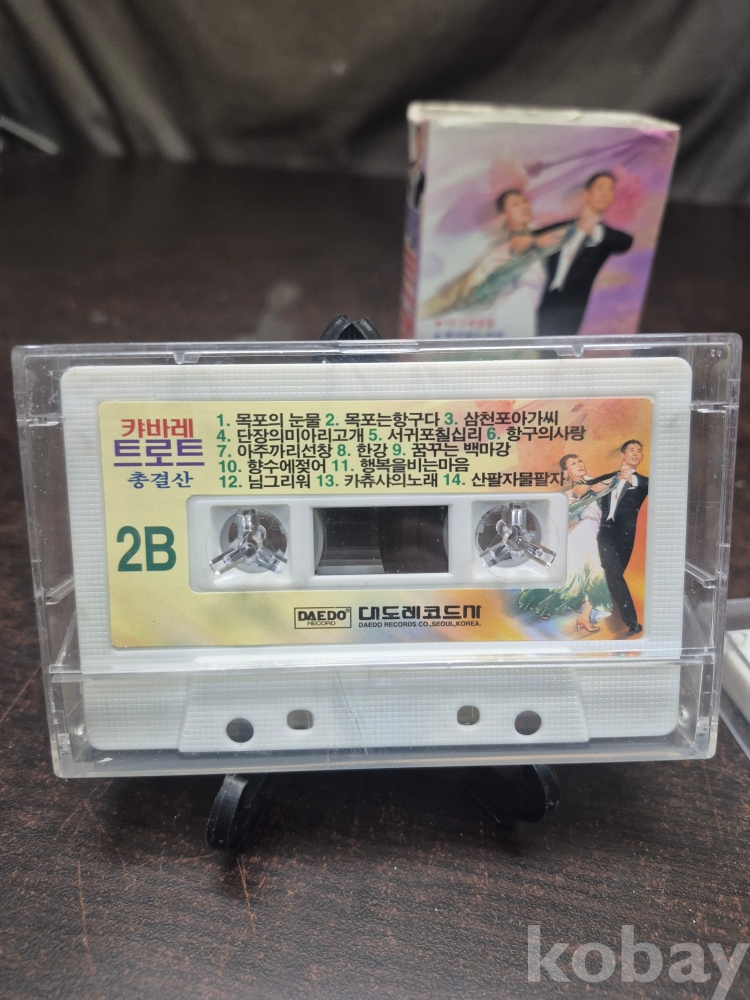 캬바레
트로트
총결산
2B
1. 목포의 눈물 2. 목포는항구다 3. 삼천포아가씨
4. 단장의미아리고개 5. 서귀포칠십리 6. 항구의사랑
7. 아주까리선창 8. 한강 9. 꿈꾸는 백마강
10. 향수에젖어 11. 행복을비는마음
12. 님그리워 13. 카츄샤의노래 14. 산팔자물팔자
DAEDO®
RECORD
대도레코드사
DAEDO RECORDS CO.,SEOUL,KOREA.
kobay